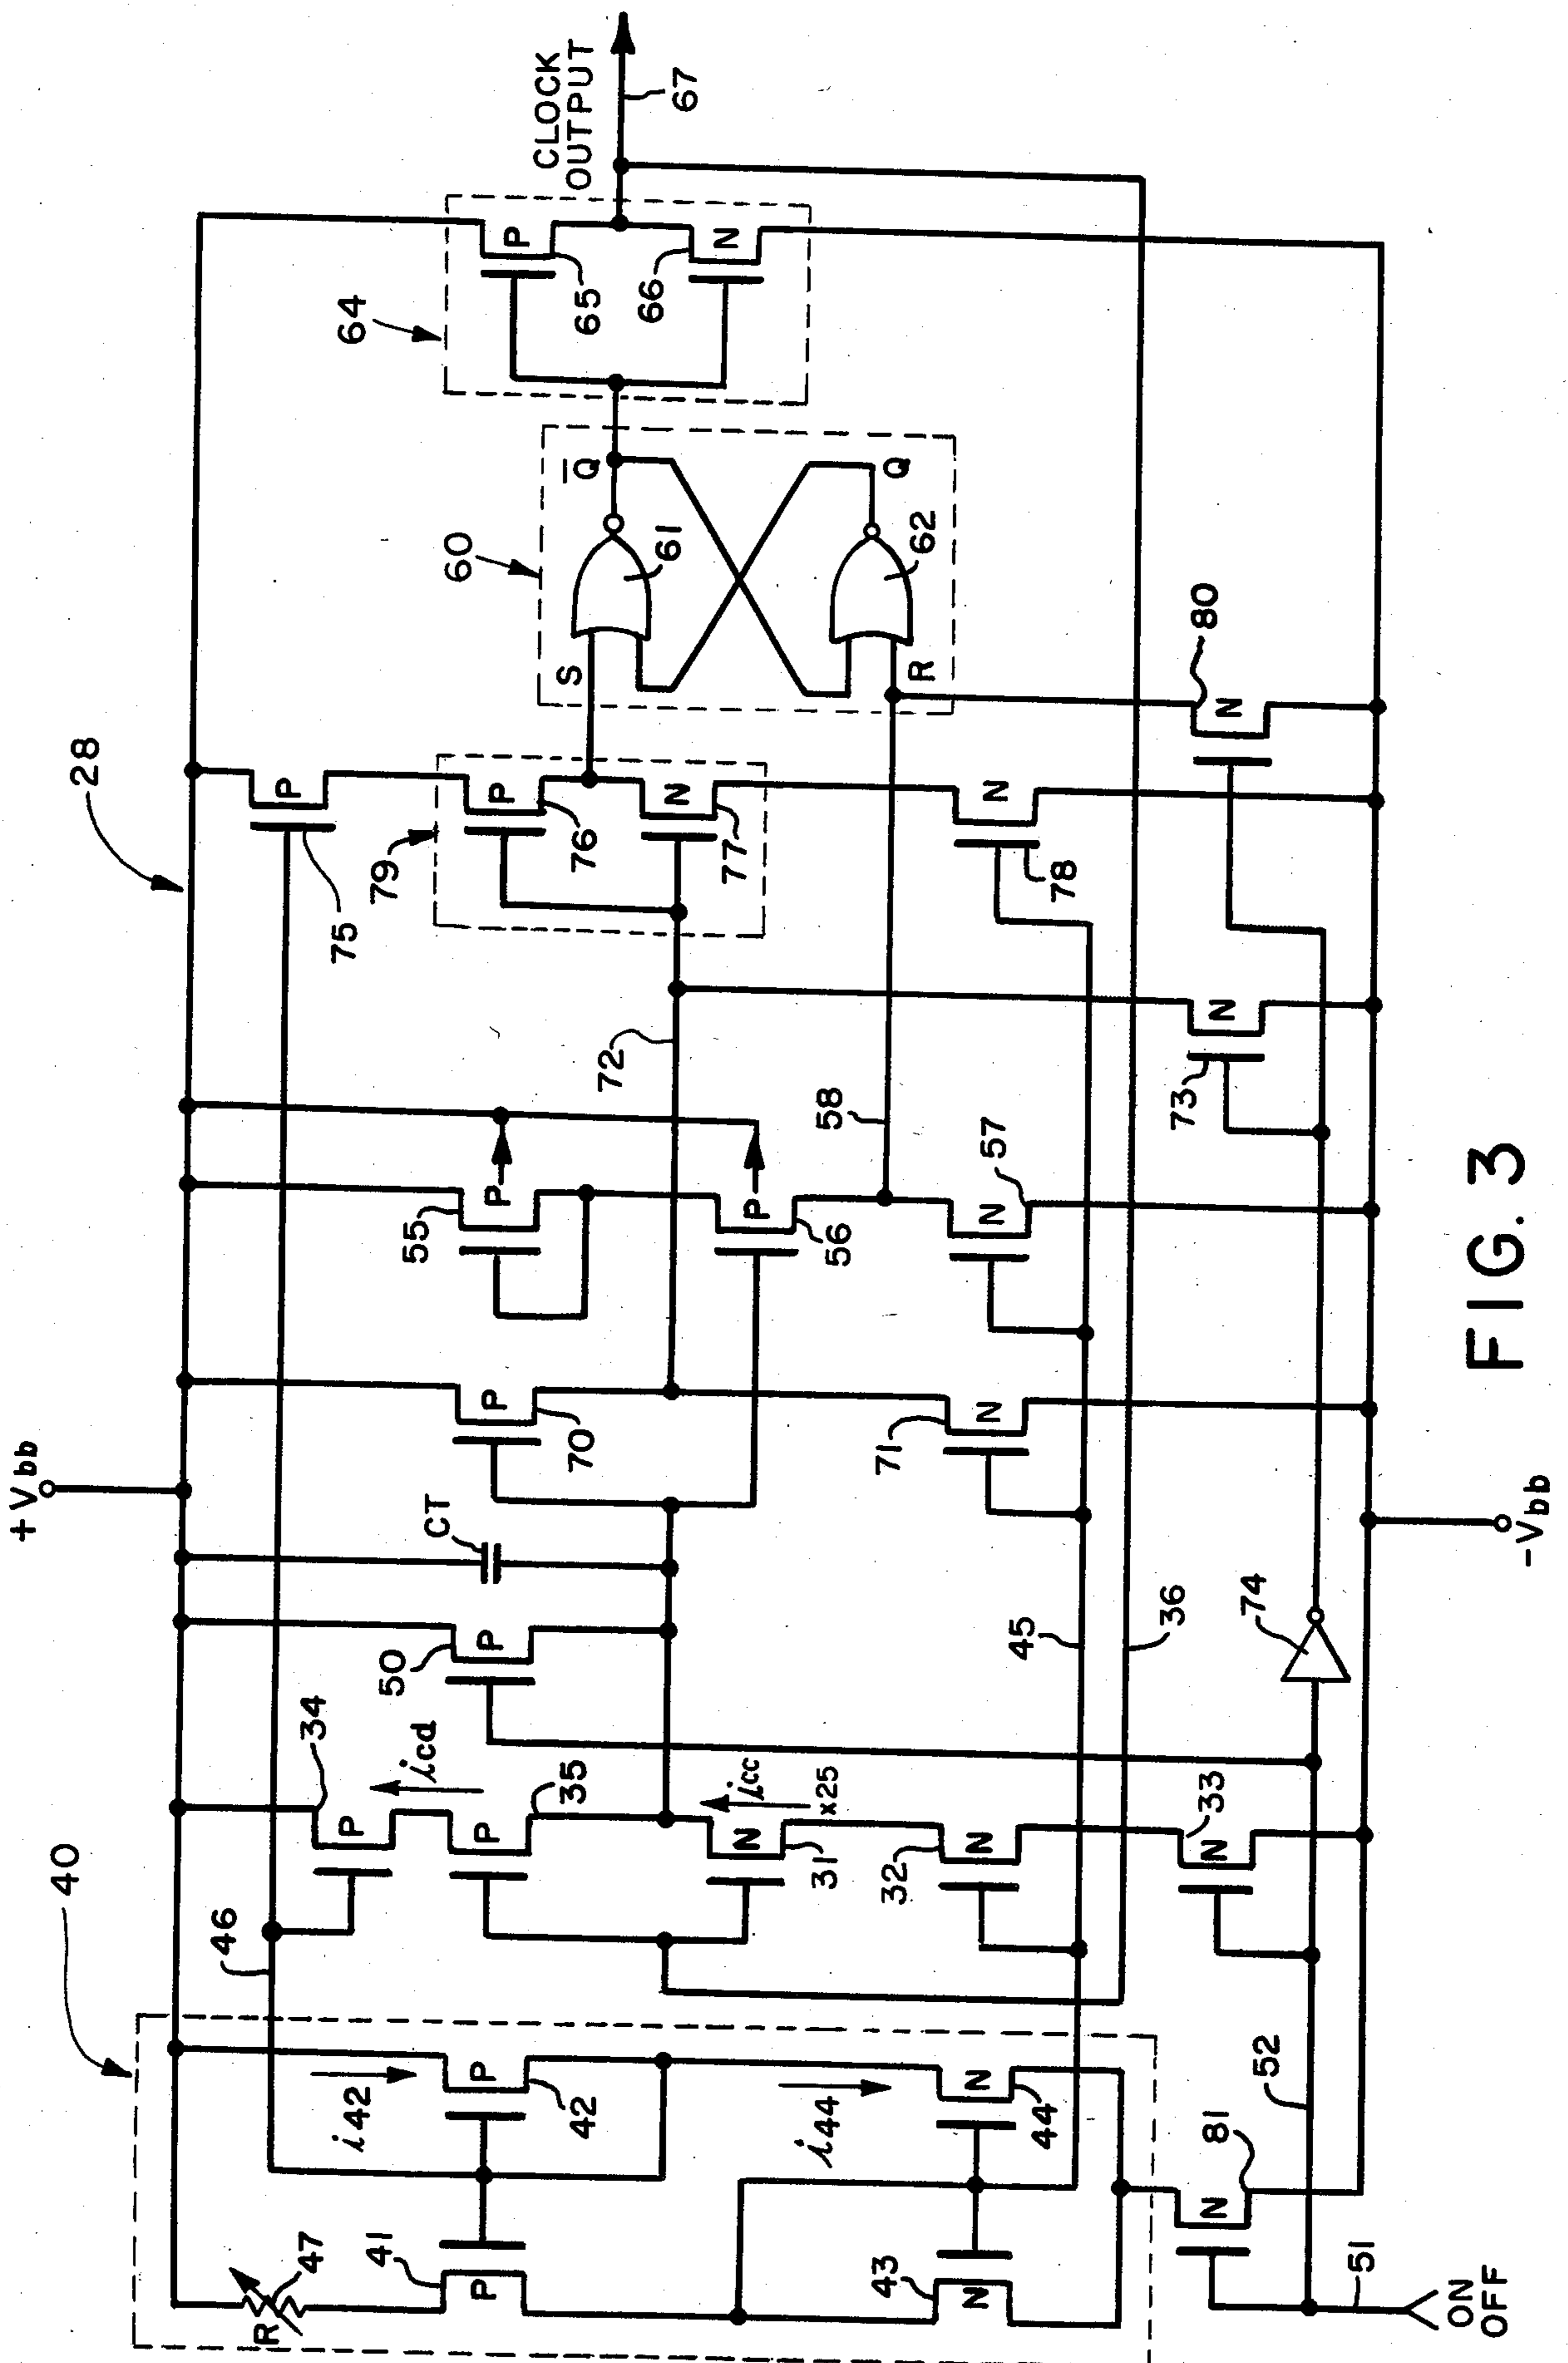 +Vbb
28
40
46
34
icd
35
icc
x25
31
32
33
50
CT
70
71
45
36
74
55
56
57
58
72
73
75
79
P
76
N
77
N
78
N
80
60
S
61
Q̅
Q
62
R
64
P
65
N
66
CLOCK
OUTPUT
67
R
47
41
P
i42
P
42
43
N
i44
N
44
N
81
52
51
ON
OFF
P
P
N
N
N
P
P
N
P
P
N
N
P
-Vbb
FIG. 3